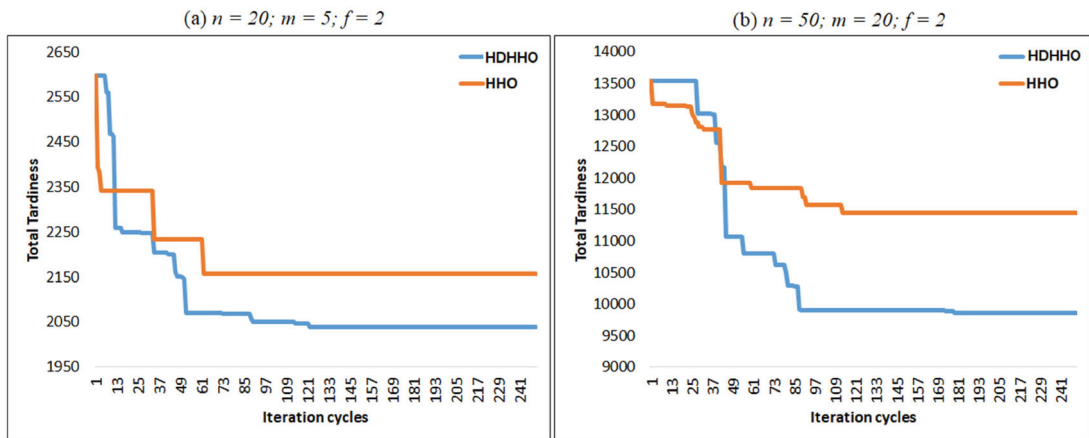 (a) n = 20; m = 5; f = 2
2650
2550
2450
2350
2250
2150
2050
1950
Total Tardiness
HDHHO
HHO
1 13 25 37 49 61 73 85 97 109 121 133 145 157 169 181 193 205 217 229 241
Iteration cycles
(b) n = 50; m = 20; f = 2
14000
13500
13000
12500
12000
11500
11000
10500
10000
9500
9000
Total Tardiness
HDHHO
HHO
1 13 25 37 49 61 73 85 97 109 121 133 145 157 169 181 193 205 217 229 241
Iteration cycles